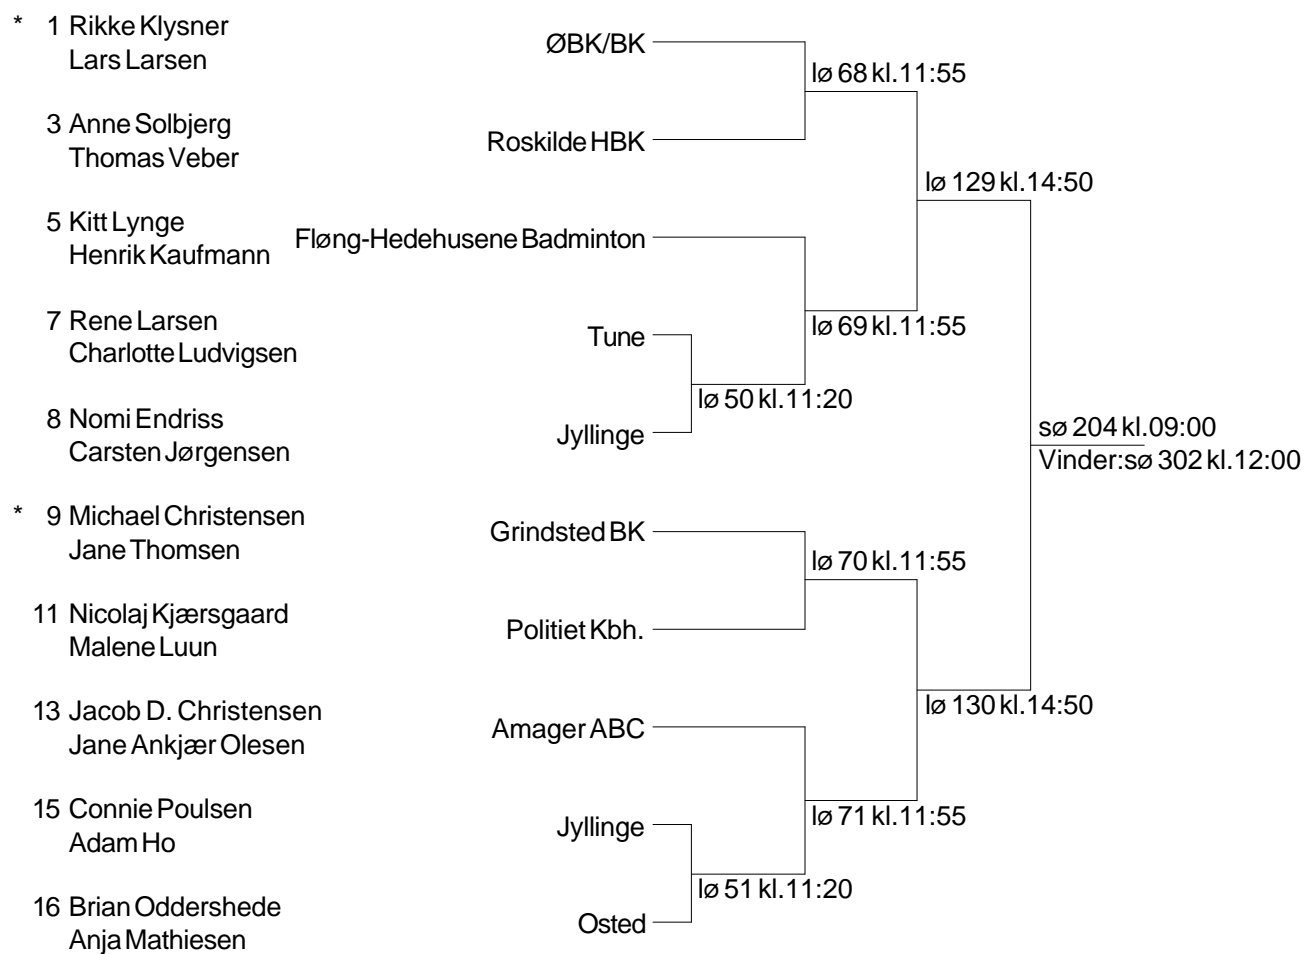 * 1 Rikke Klysner
Lars Larsen
ØBK/BK
lø 68 kl.11:55
3 Anne Solbjerg
Thomas Veber
Roskilde HBK
lø 129 kl.14:50
5 Kitt Lynge
Henrik Kaufmann
Fløng-Hedehusene Badminton
lø 69 kl.11:55
7 Rene Larsen
Charlotte Ludvigsen
Tune
lø 50 kl.11:20
8 Nomi Endriss
Carsten Jørgensen
Jyllinge
sø 204 kl.09:00
Vinder:sø 302 kl.12:00
* 9 Michael Christensen
Jane Thomsen
Grindsted BK
lø 70 kl.11:55
11 Nicolaj Kjærsgaard
Malene Luun
Politiet Kbh.
lø 130 kl.14:50
13 Jacob D. Christensen
Jane Ankjær Olesen
Amager ABC
lø 71 kl.11:55
15 Connie Poulsen
Adam Ho
Jyllinge
lø 51 kl.11:20
16 Brian Oddershede
Anja Mathiesen
Osted